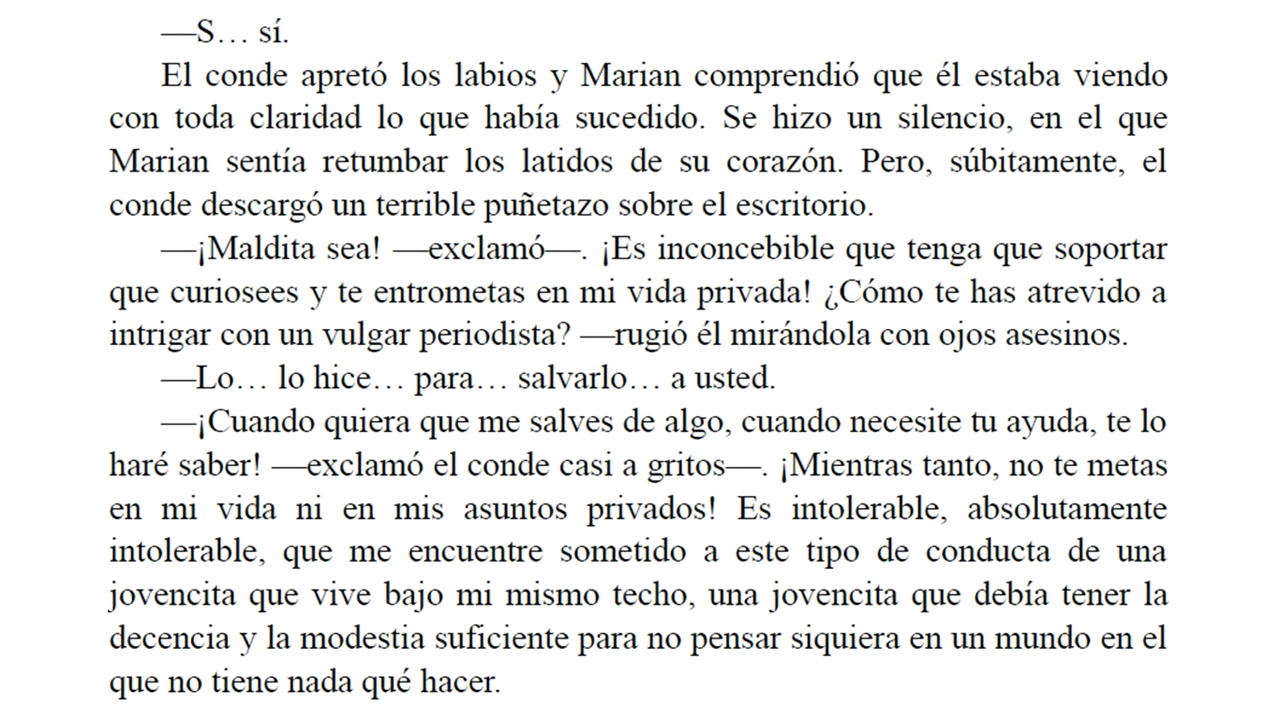 —S… sí.
El conde apretó los labios y Marian comprendió que él estaba viendo
con toda claridad lo que había sucedido. Se hizo un silencio, en el que
Marian sentía retumbar los latidos de su corazón. Pero, súbitamente, el
conde descargó un terrible puñetazo sobre el escritorio.
—¡Maldita sea! —exclamó—. ¡Es inconcebible que tenga que soportar
que curiosees y te entrometas en mi vida privada! ¿Cómo te has atrevido a
intrigar con un vulgar periodista? —rugió él mirándola con ojos asesinos.
—Lo… lo hice… para… salvarlo… a usted.
—¡Cuando quiera que me salves de algo, cuando necesite tu ayuda, te lo
haré saber! —exclamó el conde casi a gritos—. ¡Mientras tanto, no te metas
en mi vida ni en mis asuntos privados! Es intolerable, absolutamente
intolerable, que me encuentre sometido a este tipo de conducta de una
jovencita que vive bajo mi mismo techo, una jovencita que debía tener la
decencia y la modestia suficiente para no pensar siquiera en un mundo en el
que no tiene nada qué hacer.